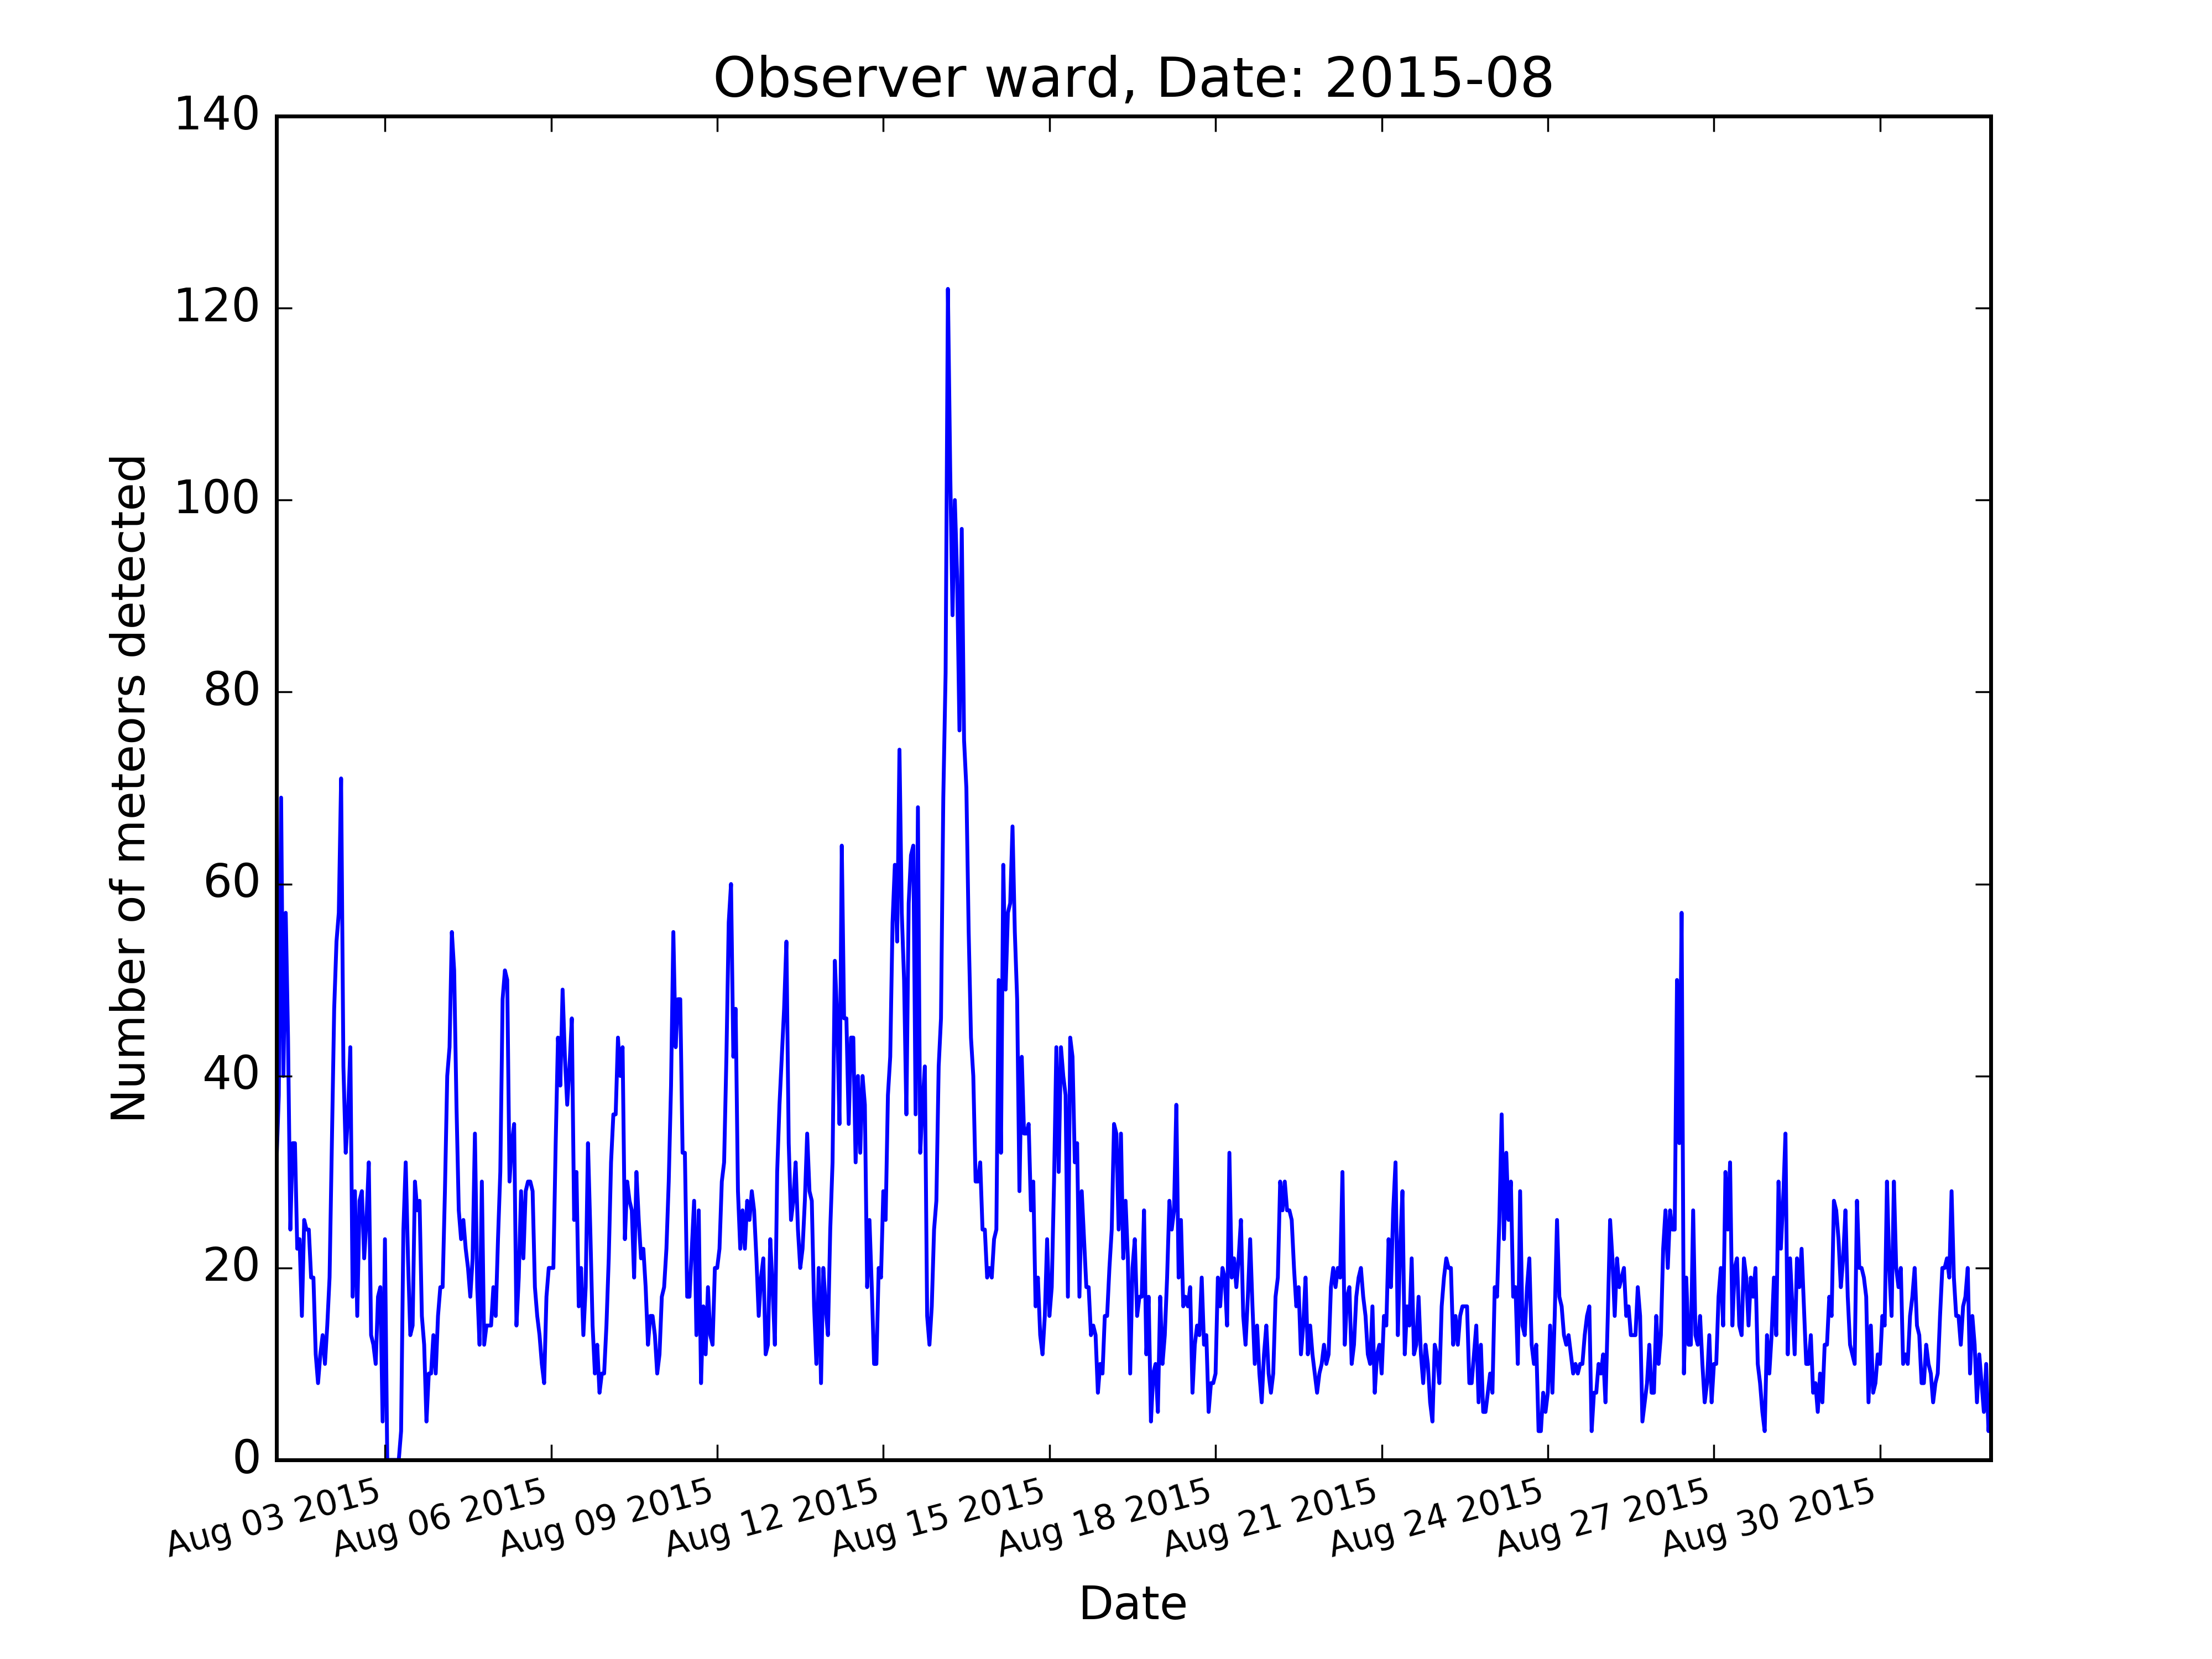 Observer ward, Date: 2015-08
140
120
100
80
60
40
20
0
Number of meteors detected
Aug 03 2015
Aug 06 2015
Aug 09 2015
Aug 12 2015
Aug 15 2015
Aug 18 2015
Aug 21 2015
Aug 24 2015
Aug 27 2015
Aug 30 2015
Date